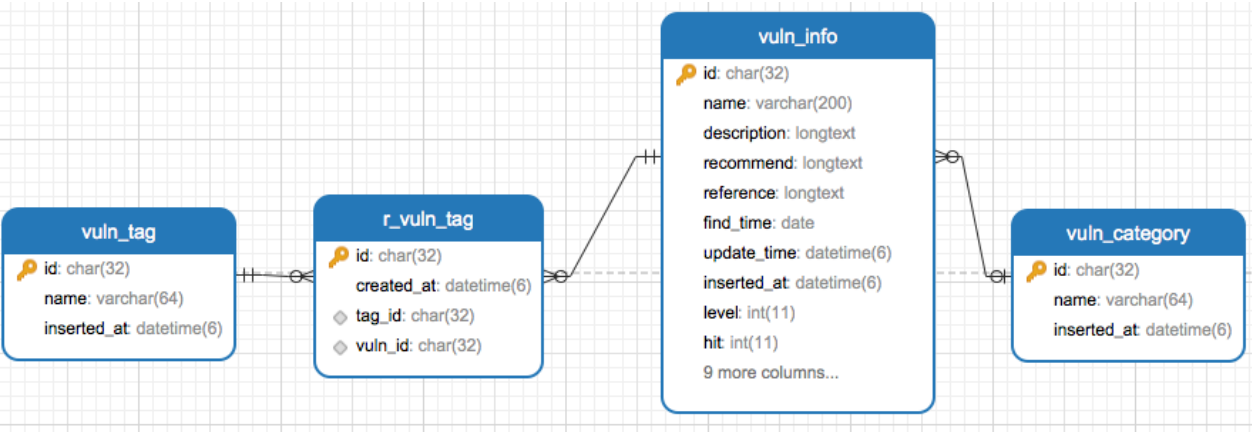 vuln_tag
id: char(32)
name: varchar(64)
inserted_at: datetime(6)
r_vuln_tag
id: char(32)
created_at: datetime(6)
tag_id: char(32)
vuln_id: char(32)
vuln_info
id: char(32)
name: varchar(200)
description: longtext
recommend: longtext
reference: longtext
find_time: date
update_time: datetime(6)
inserted_at: datetime(6)
level: int(11)
hit: int(11)
9 more columns...
vuln_category
id: char(32)
name: varchar(64)
inserted_at: datetime(6)